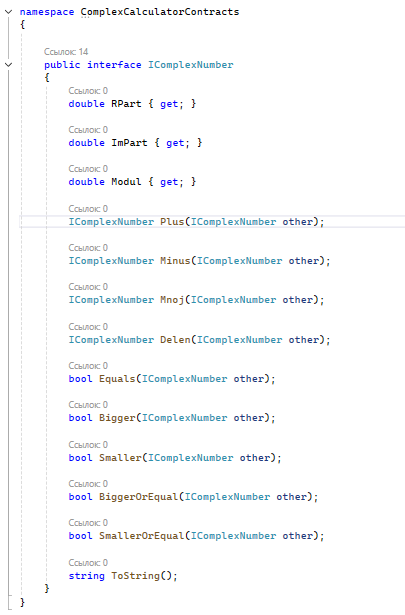 namespace ComplexCalculatorContracts
{
Ссылок: 14
public interface IComplexNumber
{
Ссылок: 0
double RPart { get; }
Ссылок: 0
double ImPart { get; }
Ссылок: 0
double Modul { get; }
Ссылок: 0
IComplexNumber Plus(IComplexNumber other);
Ссылок: 0
IComplexNumber Minus(IComplexNumber other);
Ссылок: 0
IComplexNumber Mnoj(IComplexNumber other);
Ссылок: 0
IComplexNumber Delen(IComplexNumber other);
Ссылок: 0
bool Equals(IComplexNumber other);
Ссылок: 0
bool Bigger(IComplexNumber other);
Ссылок: 0
bool Smaller(IComplexNumber other);
Ссылок: 0
bool BiggerOrEqual(IComplexNumber other);
Ссылок: 0
bool SmallerOrEqual(IComplexNumber other);
Ссылок: 0
string ToString();
}
}